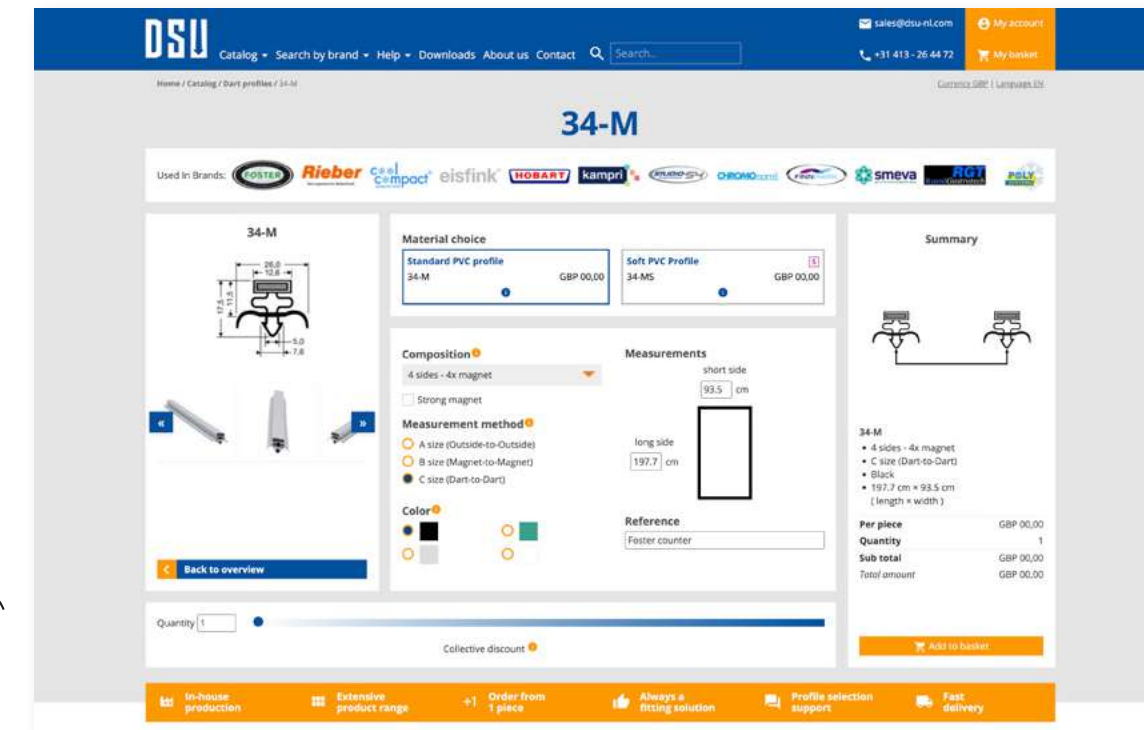 DSU
Catalog Search by brand Help Downloads About us Contact Search...
sales@dsu-nl.com
My account
+31 413 - 26 44 72
My basket
Home / Catalog / Dart profiles / 34-M
Currency GBP | Language EN
34-M
Used In Brands: FOSTER Rieber cool compact eisfink HOBART kampri STUDIO-54 CHROMOnorm smeva RGT POLY
34-M
26,0
12,6
17,5
11,5
5,0
7,6
«
»
Back to overview
Material choice
Standard PVC profile
34-M GBP 00,00
Soft PVC Profile S
34-MS GBP 00,00
Composition
4 sides - 4x magnet
Strong magnet
Measurement method
A size (Outside-to-Outside)
B size (Magnet-to-Magnet)
C size (Dart-to-Dart)
Color
Measurements
short side
93.5 cm
long side
197.7 cm
Reference
Foster counter
Summary
34-M
• 4 sides - 4x magnet
• C size (Dart-to-Dart)
• Black
• 197.7 cm × 93.5 cm
( length × width )
Per piece GBP 00,00
Quantity 1
Sub total GBP 00,00
Total amount GBP 00,00
Add to basket
Quantity 1
Collective discount
In-house
production
Extensive
product range
+1 Order from
1 piece
Always a
fitting solution
Profile selection
support
Fast
delivery